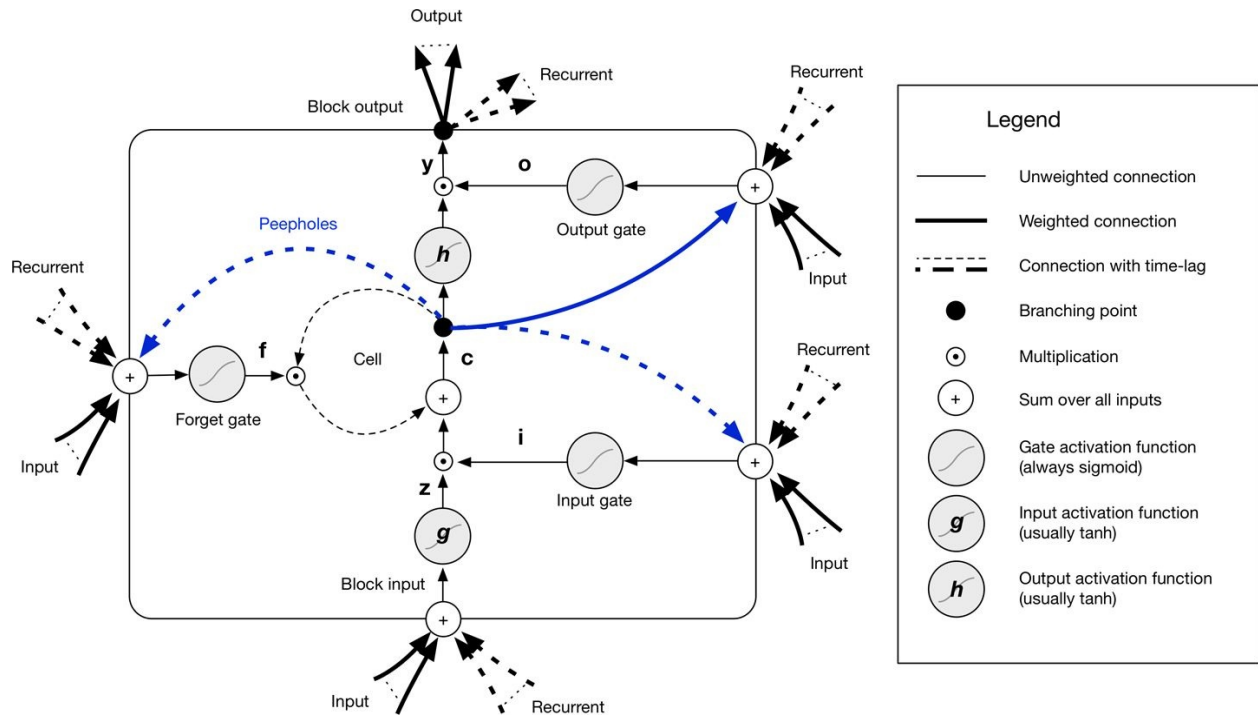 Output
Recurrent
Block output
Recurrent
y
o
Output gate
Input
Peepholes
h
Recurrent
f
Cell
c
Forget gate
Recurrent
Input
i
z
Input gate
g
Input
Block input
Input
Recurrent
+
+
+
+
+
Legend
Unweighted connection
Weighted connection
Connection with time-lag
Branching point
Multiplication
+ Sum over all inputs
Gate activation function
(always sigmoid)
g Input activation function
(usually tanh)
h Output activation function
(usually tanh)